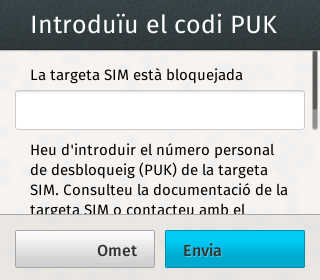 Introduïu el codi PUK
La targeta SIM està bloquejada
Heu d'introduir el número personal
de desbloqueig (PUK) de la targeta
SIM. Consulteu la documentació de la
targeta SIM o contacteu amb el
Omet
Envia